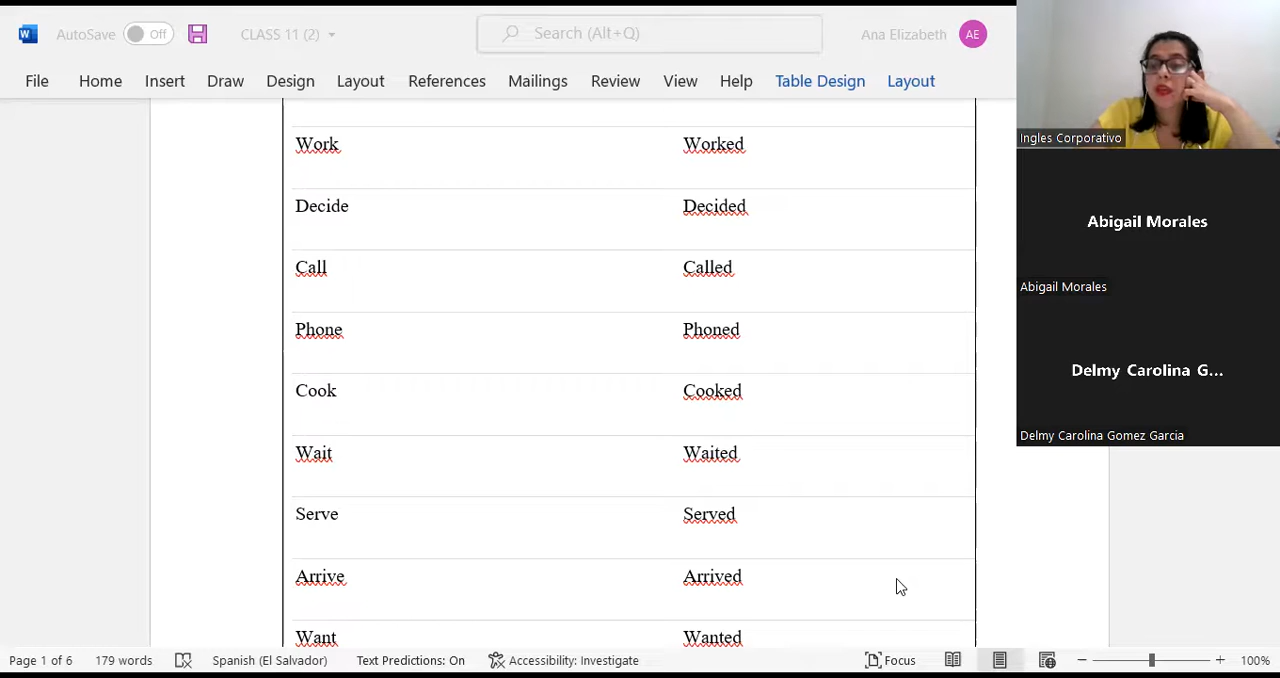 AutoSave Off CLASS 11 (2) Search (Alt+Q) Ana Elizabeth AE
File Home Insert Draw Design Layout References Mailings Review View Help Table Design Layout
Work Worked
Decide Decided
Call Called
Phone Phoned
Cook Cooked
Wait Waited
Serve Served
Arrive Arrived
Want Wanted
Page 1 of 6 179 words Spanish (El Salvador) Text Predictions: On Accessibility: Investigate Focus 100%
Ingles Corporativo
Abigail Morales
Abigail Morales
Delmy Carolina G...
Delmy Carolina Gomez Garcia